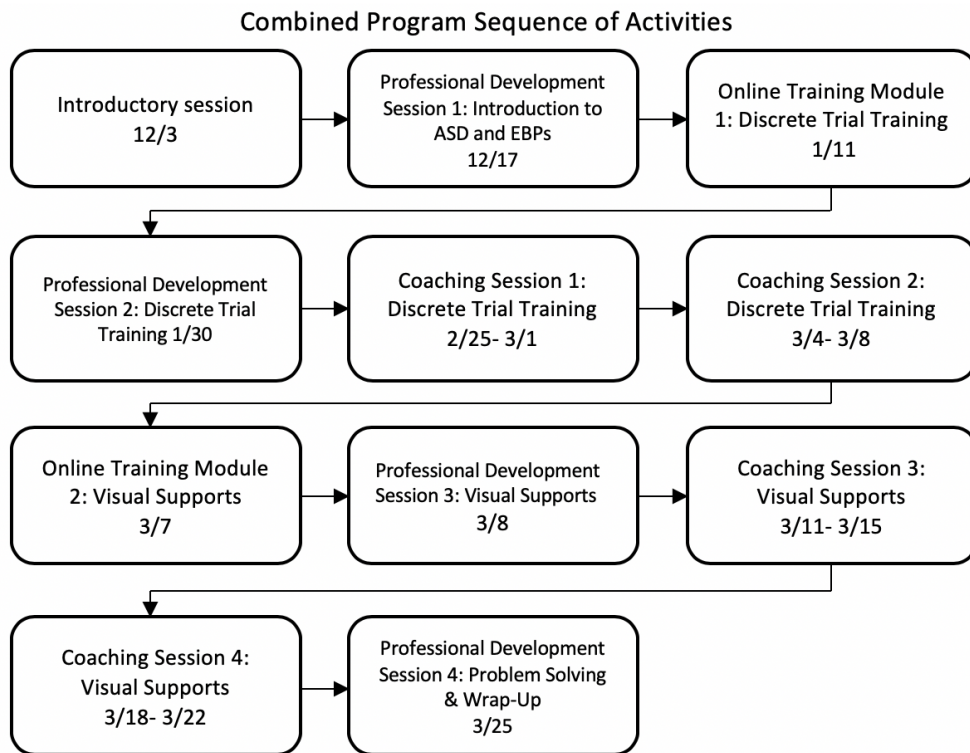 Combined Program Sequence of Activities
Introductory session
12/3
Professional Development
Session 1: Introduction to
ASD and EBPs
12/17
Online Training Module
1: Discrete Trial Training
1/11
Professional Development
Session 2: Discrete Trial
Training 1/30
Coaching Session 1:
Discrete Trial Training
2/25- 3/1
Coaching Session 2:
Discrete Trial Training
3/4- 3/8
Online Training Module
2: Visual Supports
3/7
Professional Development
Session 3: Visual Supports
3/8
Coaching Session 3:
Visual Supports
3/11- 3/15
Coaching Session 4:
Visual Supports
3/18- 3/22
Professional Development
Session 4: Problem Solving
& Wrap-Up
3/25